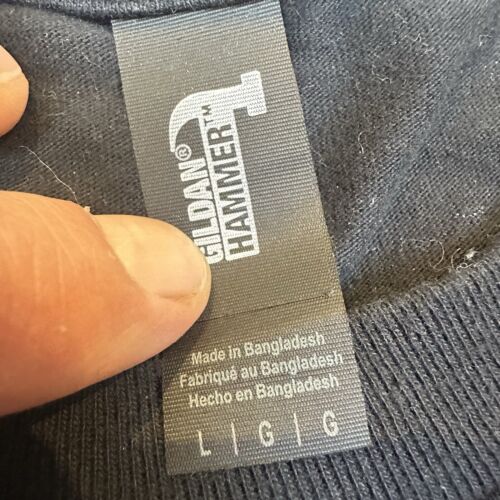 GILDAN®
HAMMER™
Made in Bangladesh
Fabriqué au Bangladesh
Hecho en Bangladesh
L | G | G